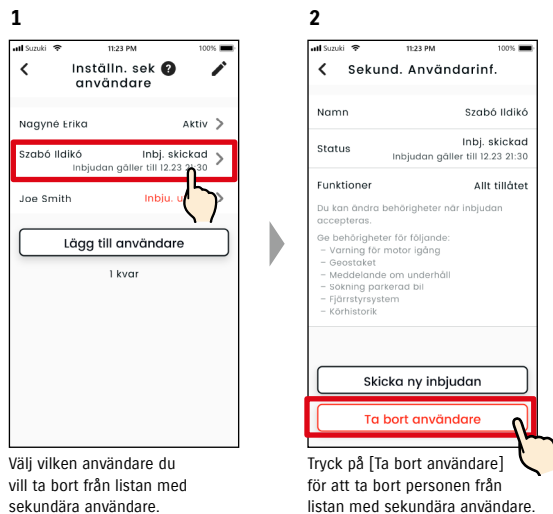 1
Suzuki 11:23 PM 100%
Inställn. sek ?
användare
Nagyné Erika Aktiv
Szabó Ildikó Inbj. skickad
Inbjudan gäller till 12.23 21:30
Joe Smith Inbju.
Lägg till användare
1 kvar
Välj vilken användare du
vill ta bort från listan med
sekundära användare.
2
Suzuki 11:23 PM 100%
Sekund. Användarinf.
Namn Szabó Ildikó
Status Inbj. skickad
Inbjudan gäller till 12.23 21:30
Funktioner Allt tillåtet
Du kan ändra behörigheter når inbjudan
accepteras.
Ge behörigheter för följande:
– Varning för motor igång
– Geostaket
– Meddelande om underhåll
– Sökning parkerad bil
– Fjärrstyrsystem
– Körhistorik
Skicka ny inbjudan
Ta bort användare
Tryck på [Ta bort användare]
för att ta bort personen från
listan med sekundära användare.